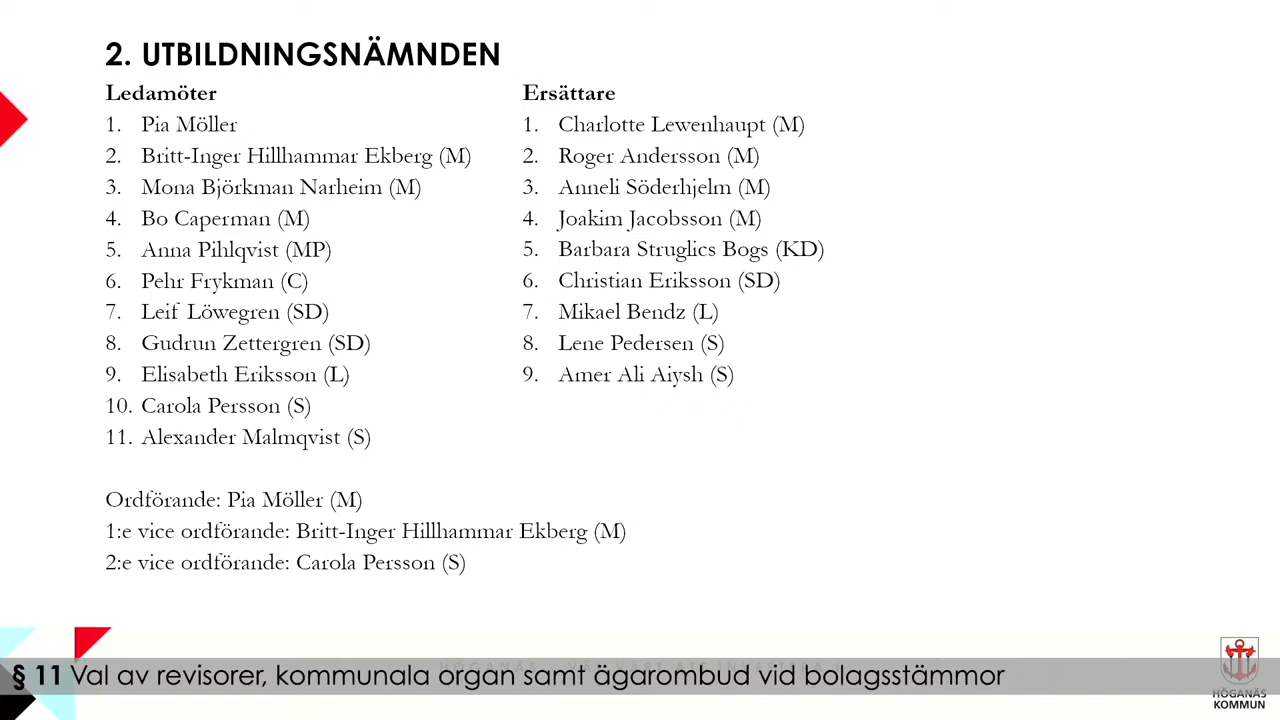 2. UTBILDNINGSNÄMNDEN
Ledamöter
1. Pia Möller
2. Britt-Inger Hillhammar Ekberg (M)
3. Mona Björkman Narheim (M)
4. Bo Caperman (M)
5. Anna Pihlqvist (MP)
6. Pehr Frykman (C)
7. Leif Löwegren (SD)
8. Gudrun Zettergren (SD)
9. Elisabeth Eriksson (L)
10. Carola Persson (S)
11. Alexander Malmqvist (S)
Ersättare
1. Charlotte Lewenhaupt (M)
2. Roger Andersson (M)
3. Anneli Söderhjelm (M)
4. Joakim Jacobsson (M)
5. Barbara Struglics Bogs (KD)
6. Christian Eriksson (SD)
7. Mikael Bendz (L)
8. Lene Pedersen (S)
9. Amer Ali Aiysh (S)
Ordförande: Pia Möller (M)
1:e vice ordförande: Britt-Inger Hillhammar Ekberg (M)
2:e vice ordförande: Carola Persson (S)
§ 11 Val av revisorer, kommunala organ samt ägarombud vid bolagsstämmor
HÖGANÄS
KOMMUN